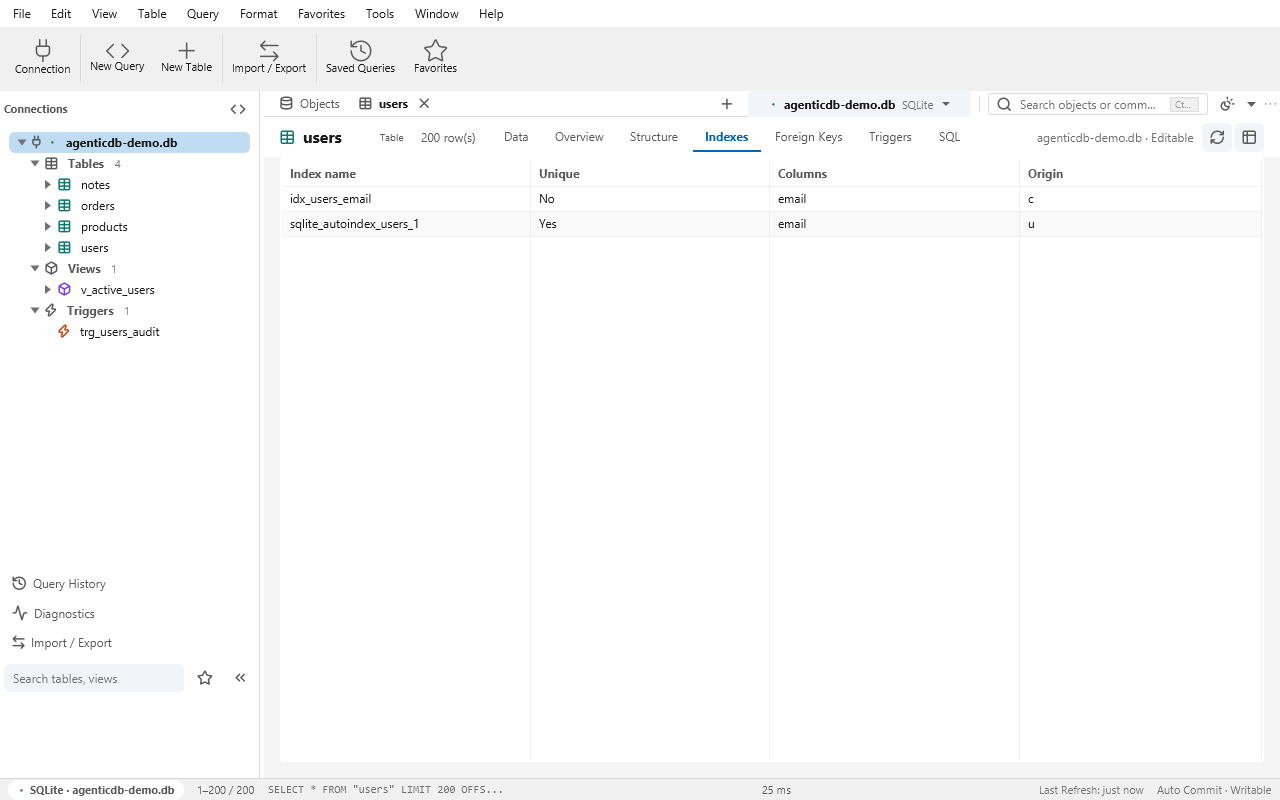 File Edit View Table Query Format Favorites Tools Window Help
Connection New Query New Table Import / Export Saved Queries Favorites
Connections
agenticdb-demo.db
Tables 4
notes
orders
products
users
Views 1
v_active_users
Triggers 1
trg_users_audit
Query History
Diagnostics
Import / Export
Search tables, views
Objects users agenticdb-demo.db SQLite Search objects or comm... Ct...
users Table 200 row(s) Data Overview Structure Indexes Foreign Keys Triggers SQL agenticdb-demo.db · Editable
Index name Unique Columns Origin
idx_users_email No email c
sqlite_autoindex_users_1 Yes email u
SQLite · agenticdb-demo.db 1–200 / 200 SELECT * FROM "users" LIMIT 200 OFFS... 25 ms Last Refresh: just now Auto Commit · Writable